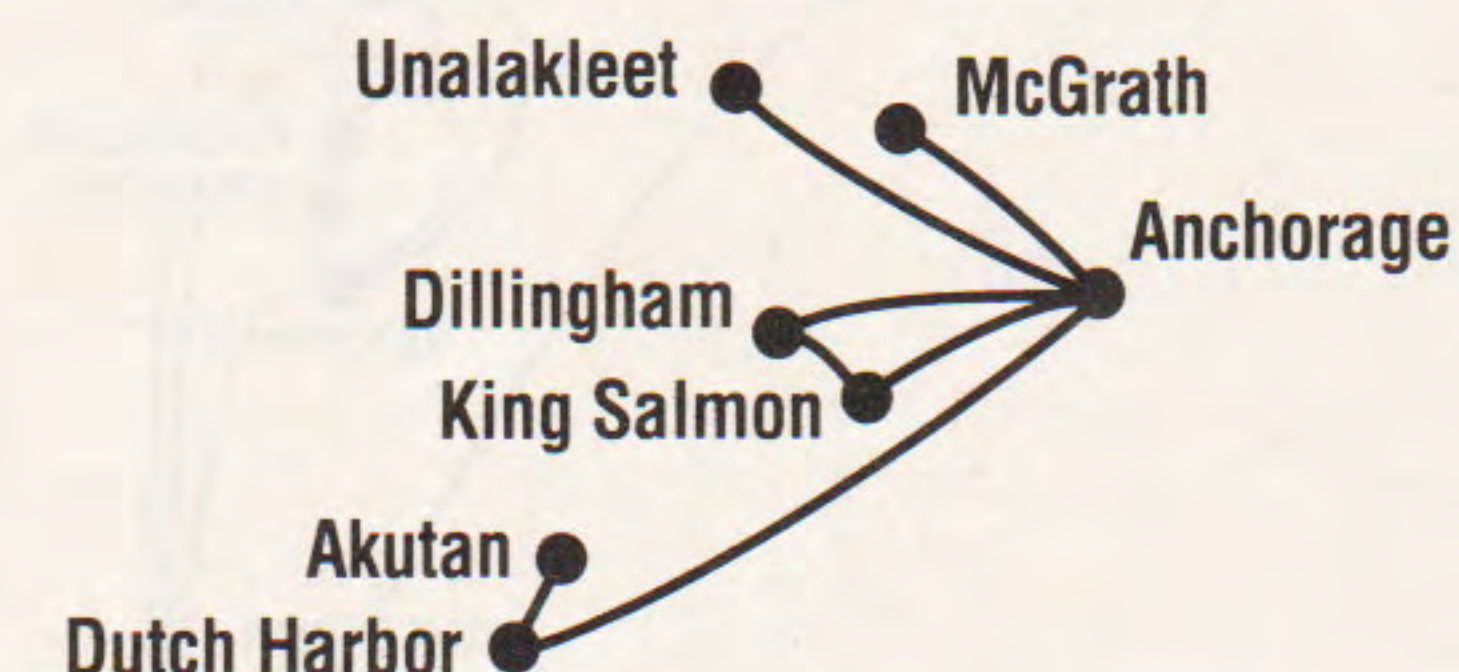 Unalakleet
McGrath
Anchorage
Dillingham
King Salmon
Akutan
Dutch Harbor